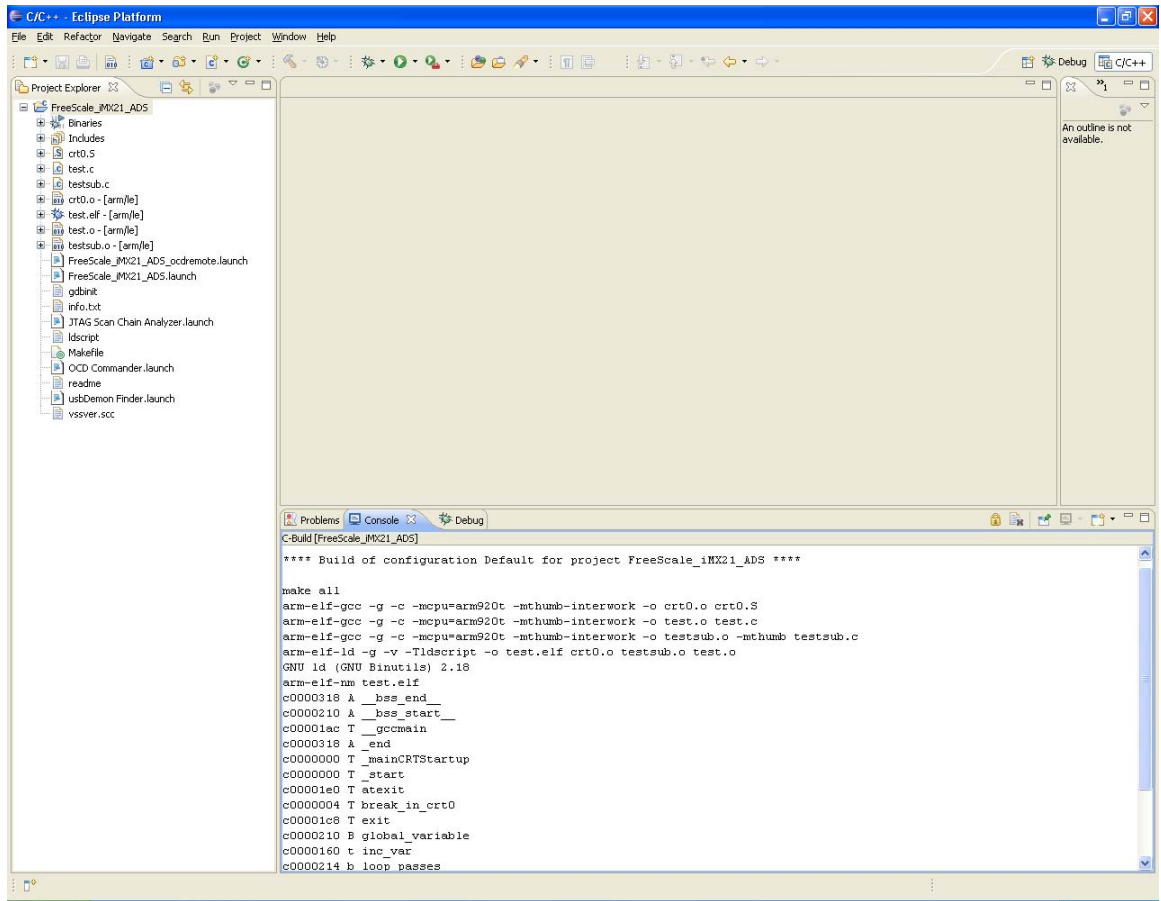 C/C++ - Eclipse Platform
File Edit Refactor Navigate Search Run Project Window Help
Debug C/C++
Project Explorer
FreeScale_iMX21_ADS
Binaries
Includes
crt0.S
test.c
testsub.c
crt0.o - [arm/le]
test.elf - [arm/le]
test.o - [arm/le]
testsub.o - [arm/le]
FreeScale_iMX21_ADS_ocdremote.launch
FreeScale_iMX21_ADS.launch
gdbinit
info.txt
JTAG Scan Chain Analyzer.launch
ldscript
Makefile
OCD Commander.launch
readme
usbDemon Finder.launch
vssver.scc
»1
An outline is not
available.
Problems Console Debug
C-Build [FreeScale_iMX21_ADS]
**** Build of configuration Default for project FreeScale_iMX21_ADS ****
make all
arm-elf-gcc -g -c -mcpu=arm920t -mthumb-interwork -o crt0.o crt0.S
arm-elf-gcc -g -c -mcpu=arm920t -mthumb-interwork -o test.o test.c
arm-elf-gcc -g -c -mcpu=arm920t -mthumb-interwork -o testsub.o -mthumb testsub.c
arm-elf-ld -g -v -Tldscript -o test.elf crt0.o testsub.o test.o
GNU ld (GNU Binutils) 2.18
arm-elf-nm test.elf
c0000318 A __bss_end__
c0000210 A __bss_start__
c00001ac T __gccmain
c0000318 A _end
c0000000 T _mainCRTStartup
c0000000 T _start
c00001e0 T atexit
c0000004 T break_in_crt0
c00001c8 T exit
c0000210 B global_variable
c0000160 t inc_var
c0000214 b loop_passes